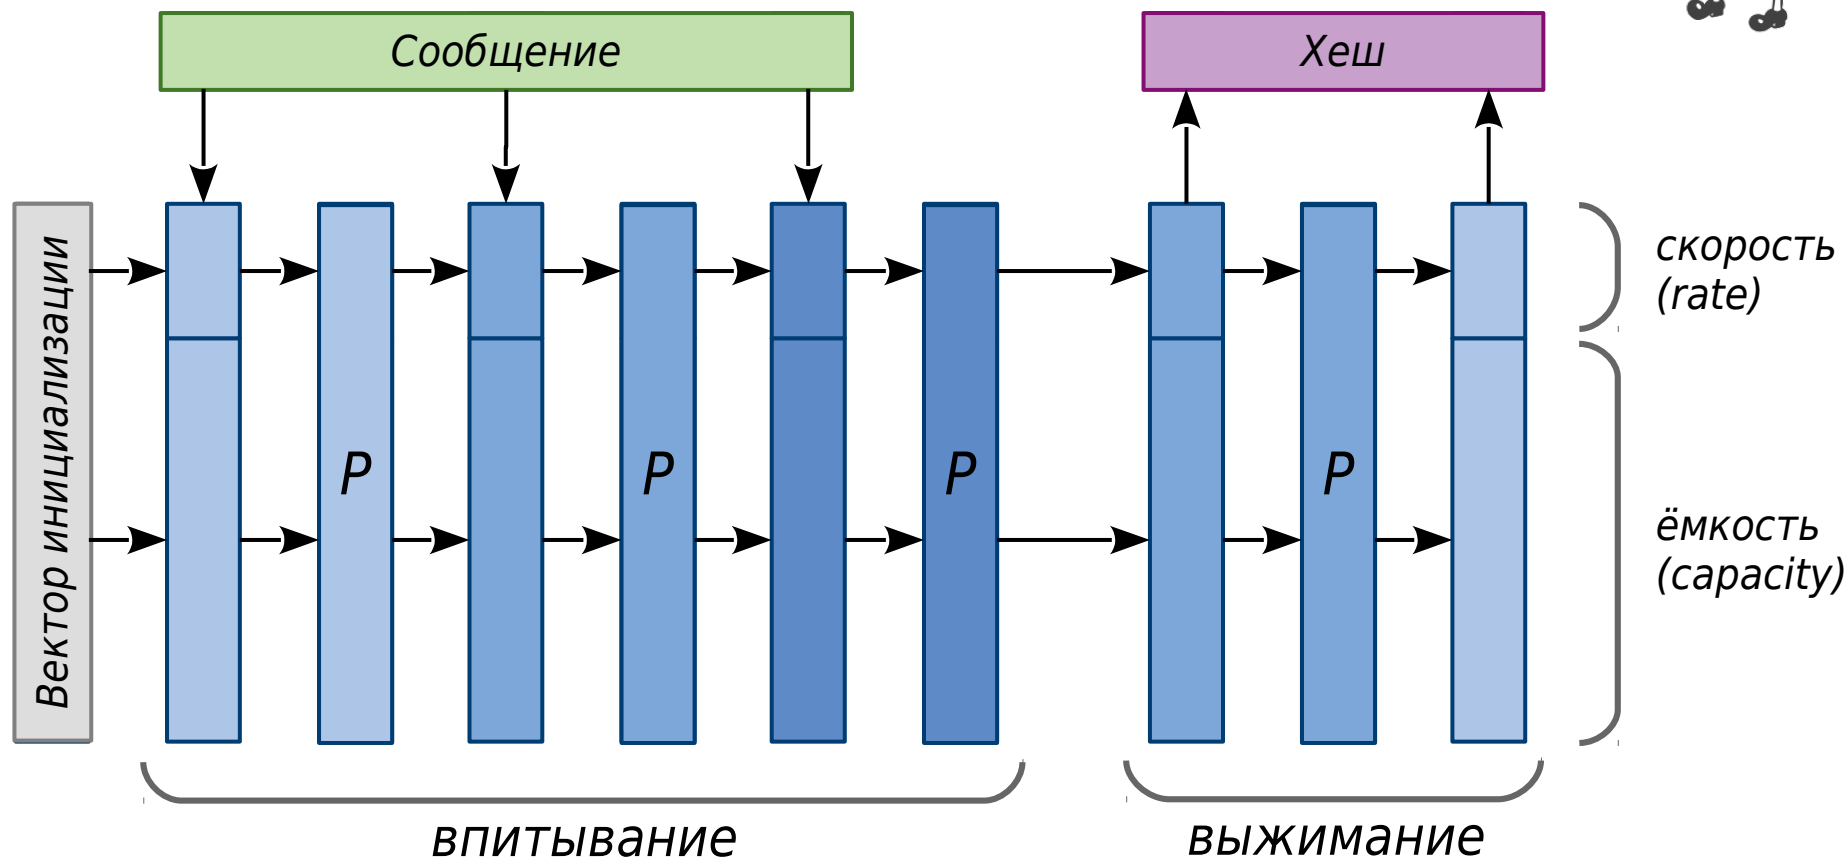 Сообщение
Хеш
Вектор инициализации
скорость
(rate)
P
P
P
P
ёмкость
(capacity)
впитывание
выжимание